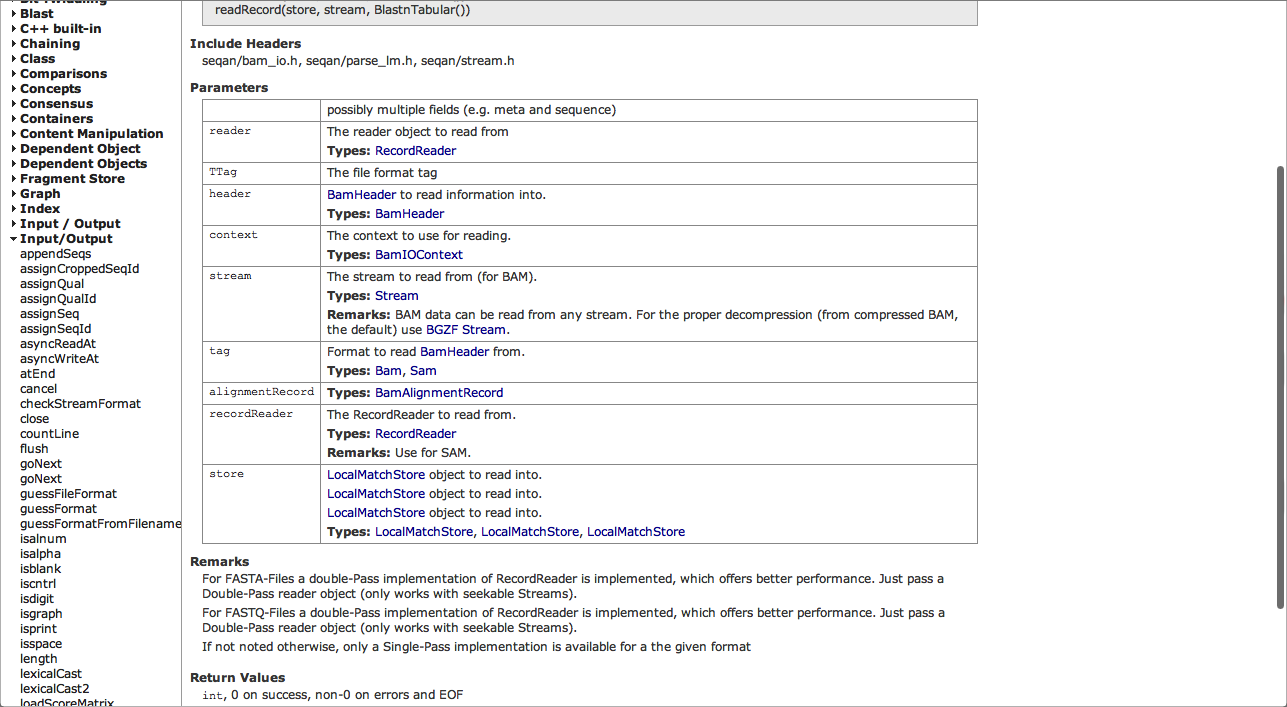 Bit Twiddling
Blast
C++ built-in
Chaining
Class
Comparisons
Concepts
Consensus
Containers
Content Manipulation
Dependent Object
Dependent Objects
Fragment Store
Graph
Index
Input / Output
Input/Output
appendSeqs
assignCroppedSeqId
assignQual
assignQualId
assignSeq
assignSeqId
asyncReadAt
asyncWriteAt
atEnd
cancel
checkStreamFormat
close
countLine
flush
goNext
goNext
guessFileFormat
guessFormat
guessFormatFromFilename
isalnum
isalpha
isblank
iscntrl
isdigit
isgraph
isprint
isspace
length
lexicalCast
lexicalCast2
loadScoreMatrix
readRecord(store, stream, BlastnTabular())
Include Headers
seqan/bam_io.h, seqan/parse_lm.h, seqan/stream.h
Parameters
possibly multiple fields (e.g. meta and sequence)
reader The reader object to read from
Types: RecordReader
TTag The file format tag
header BamHeader to read information into.
Types: BamHeader
context The context to use for reading.
Types: BamIOContext
stream The stream to read from (for BAM).
Types: Stream
Remarks: BAM data can be read from any stream. For the proper decompression (from compressed BAM,
the default) use BGZF Stream.
tag Format to read BamHeader from.
Types: Bam, Sam
alignmentRecord Types: BamAlignmentRecord
recordReader The RecordReader to read from.
Types: RecordReader
Remarks: Use for SAM.
store LocalMatchStore object to read into.
LocalMatchStore object to read into.
LocalMatchStore object to read into.
Types: LocalMatchStore, LocalMatchStore, LocalMatchStore
Remarks
For FASTA-Files a double-Pass implementation of RecordReader is implemented, which offers better performance. Just pass a
Double-Pass reader object (only works with seekable Streams).
For FASTQ-Files a double-Pass implementation of RecordReader is implemented, which offers better performance. Just pass a
Double-Pass reader object (only works with seekable Streams).
If not noted otherwise, only a Single-Pass implementation is available for a the given format
Return Values
int, 0 on success, non-0 on errors and EOF